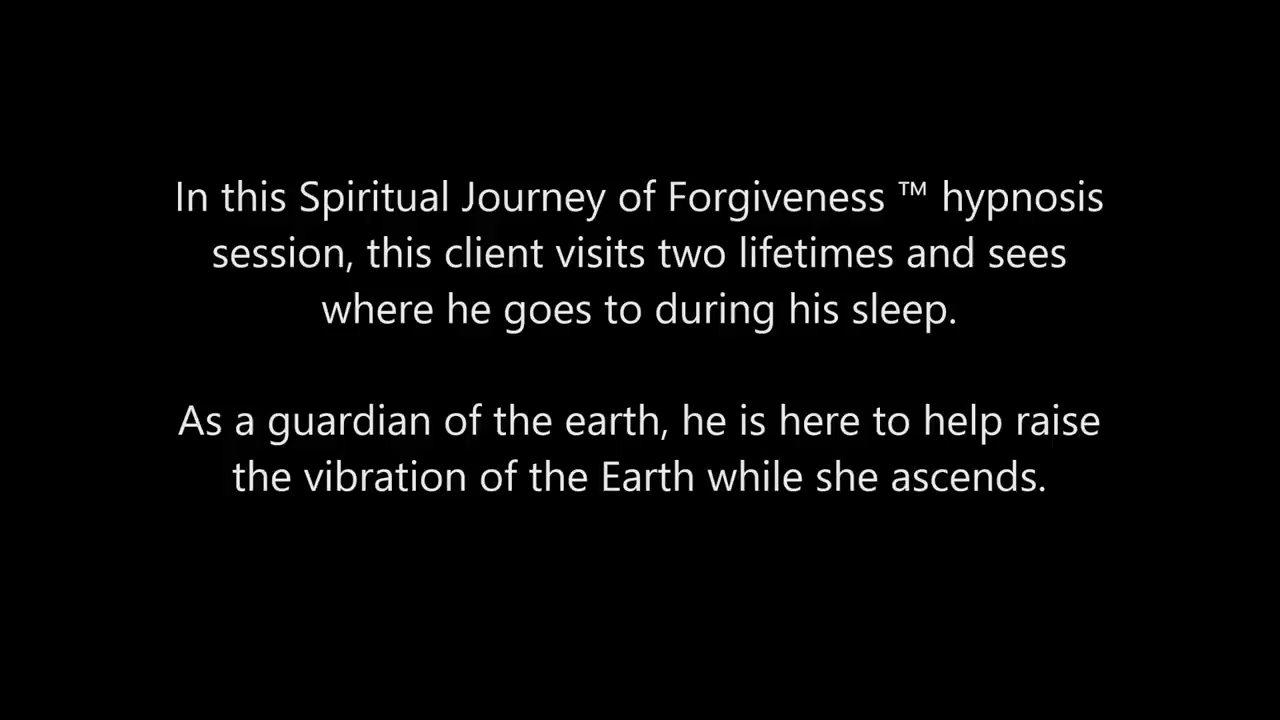 In this Spiritual Journey of Forgiveness ™ hypnosis
session, this client visits two lifetimes and sees
where he goes to during his sleep.
As a guardian of the earth, he is here to help raise
the vibration of the Earth while she ascends.